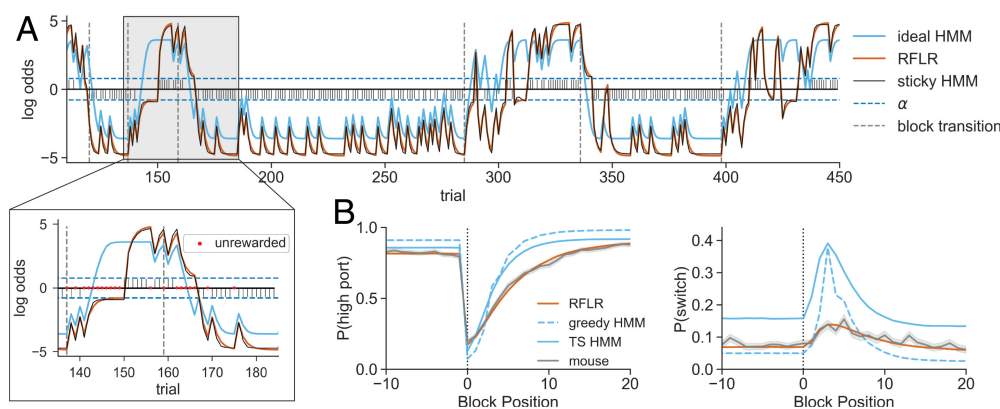 A
log odds
5
0
−5
150
200
250
300
350
400
450
trial
ideal HMM
RFLR
sticky HMM
α
block transition
log odds
5
0
−5
unrewarded
140
150
160
170
180
trial
B
P(high port)
1.0
0.5
0.0
−10
0
10
20
Block Position
RFLR
greedy HMM
TS HMM
mouse
P(switch)
0.4
0.3
0.2
0.1
0.0
−10
0
10
20
Block Position